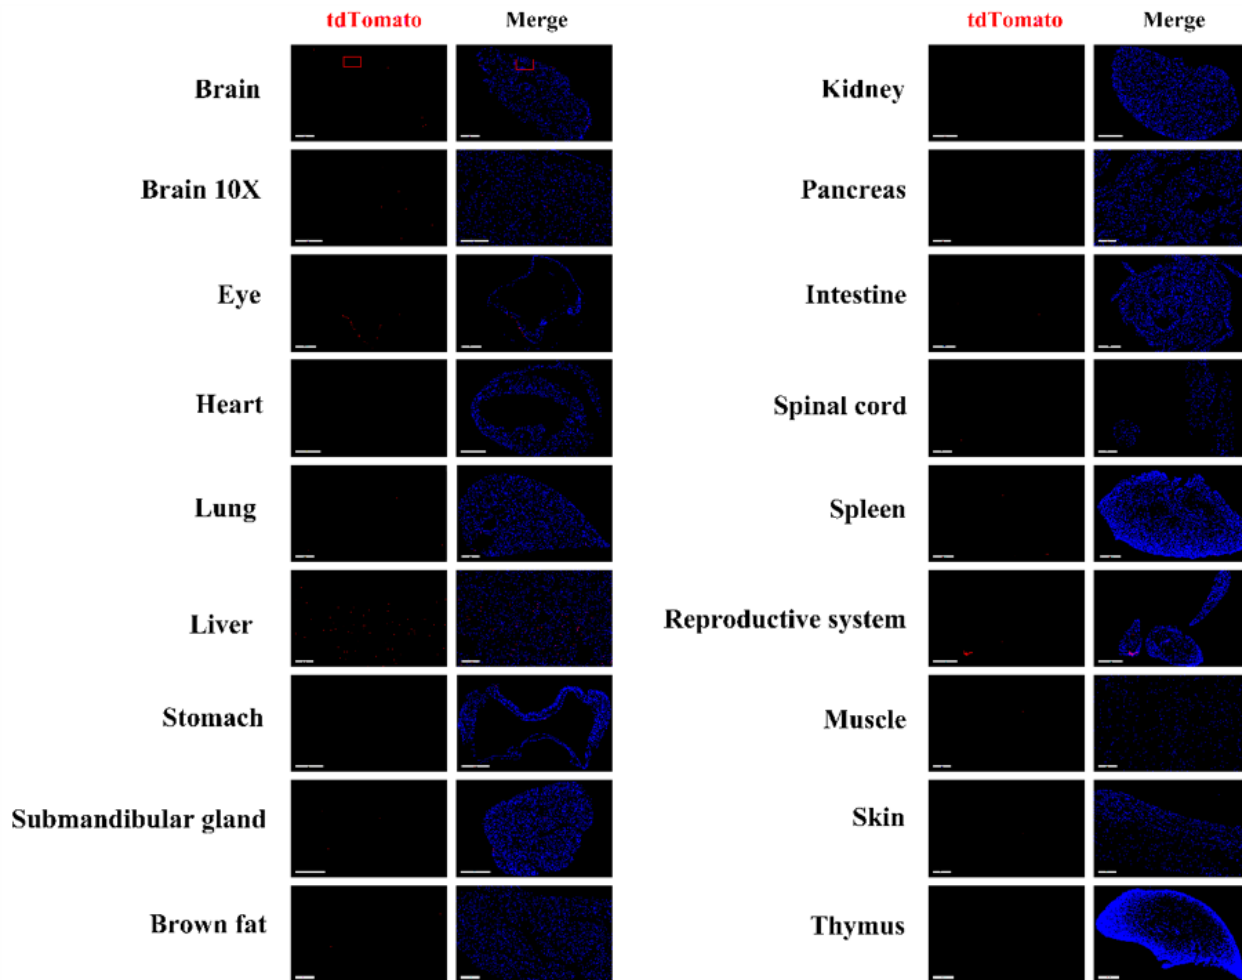 tdTomato Merge tdTomato Merge
Brain Kidney
Brain 10X Pancreas
Eye Intestine
Heart Spinal cord
Lung Spleen
Liver Reproductive system
Stomach Muscle
Submandibular gland Skin
Brown fat Thymus